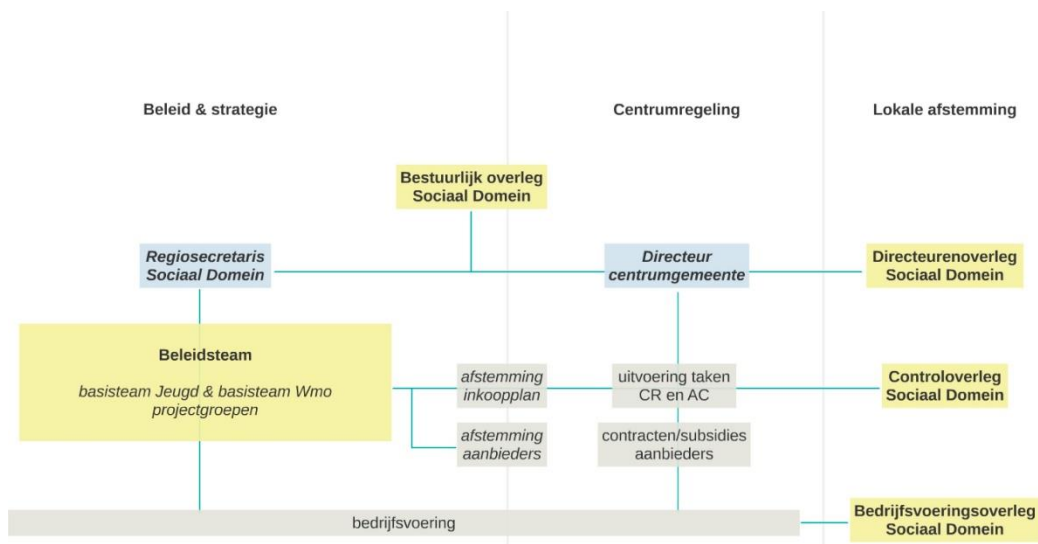 Beleid & strategie
Centrumregeling
Lokale afstemming
Bestuurlijk overleg
Sociaal Domein
Regiosecretaris
Sociaal Domein
Directeur
centrumgemeente
Directeurenoverleg
Sociaal Domein
Beleidsteam
basisteam Jeugd & basisteam Wmo
projectgroepen
afstemming
inkoopplan
uitvoering taken
CR en AC
Controloverleg
Sociaal Domein
afstemming
aanbieders
contracten/subsidies
aanbieders
bedrijfsvoering
Bedrijfsvoeringsoverleg
Sociaal Domein